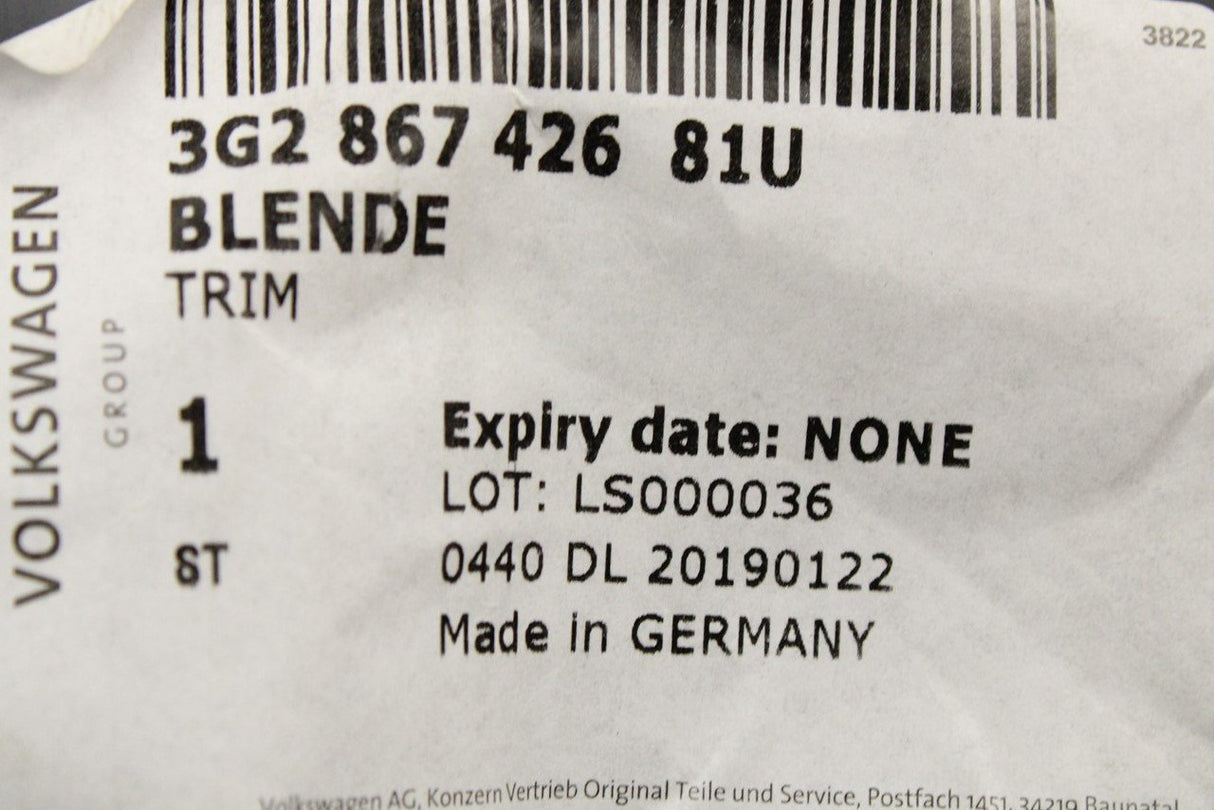 3822
3G2 867 426 81U
BLENDE
TRIM
VOLKSWAGEN
GROUP
1
Expiry date: NONE
LOT: LS000036
ST
0440 DL 20190122
Made in GERMANY
Volkswagen AG, Konzern Vertrieb Original Teile und Service, Postfach 1451, 34219 Baunatal